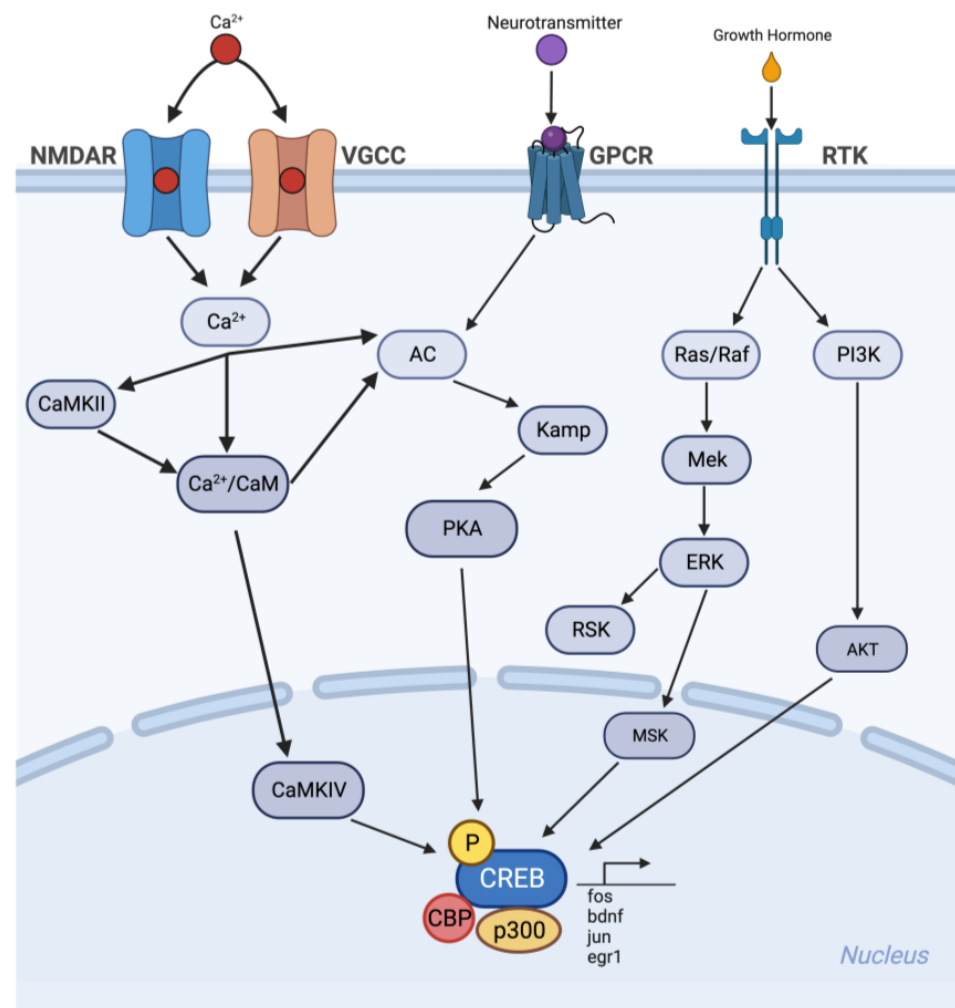 Ca²⁺
Neurotransmitter
Growth Hormone
NMDAR
VGCC
GPCR
RTK
Ca²⁺
AC
Ras/Raf
PI3K
CaMKII
Kamp
Mek
Ca²⁺/CaM
PKA
ERK
RSK
AKT
MSK
CaMKIV
P
CREB
CBP
p300
fos
bdnf
jun
egr1
Nucleus